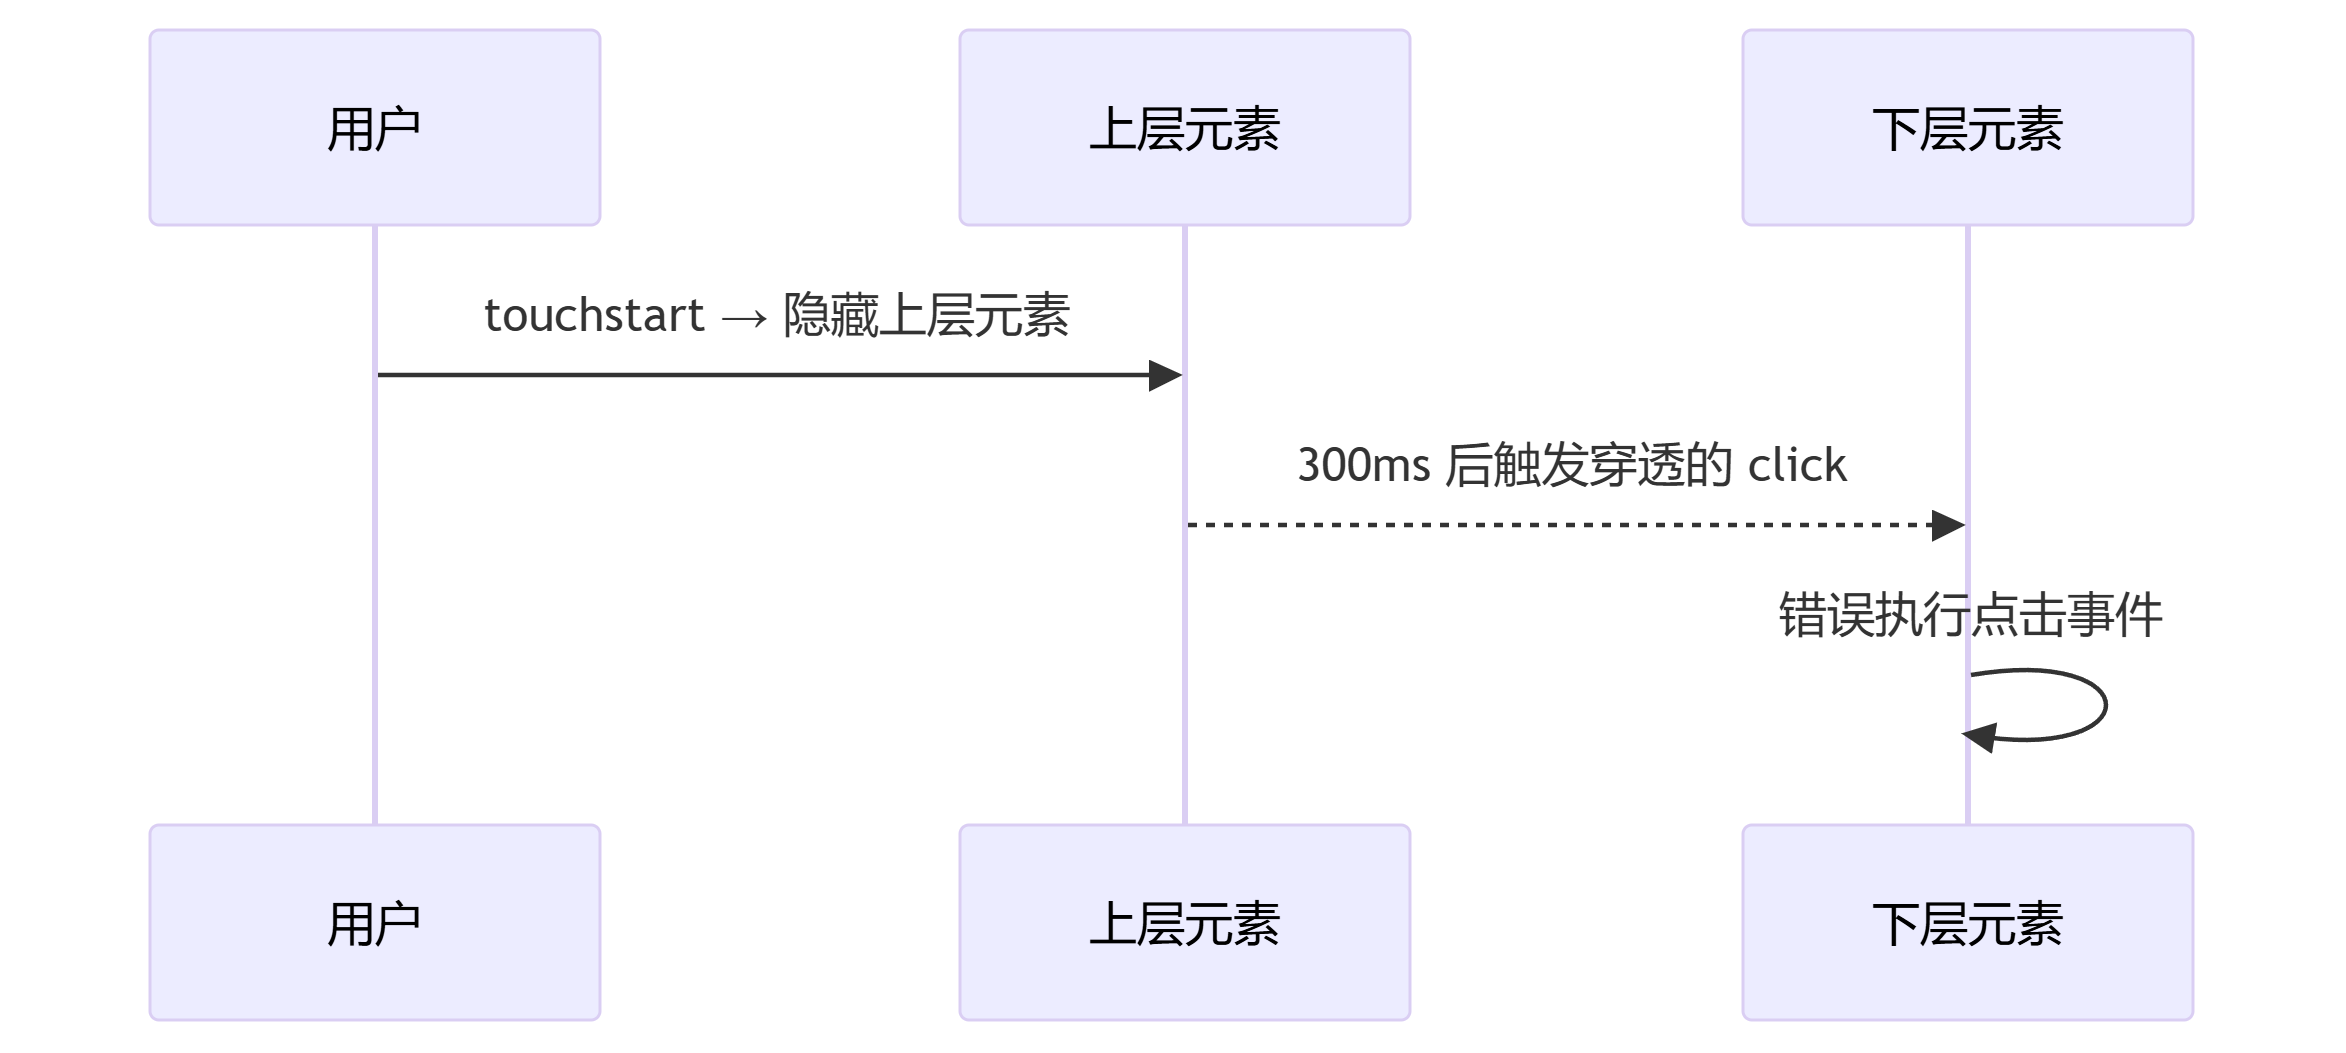 用户
上层元素
下层元素
touchstart → 隐藏上层元素
300ms 后触发穿透的 click
错误执行点击事件
用户
上层元素
下层元素